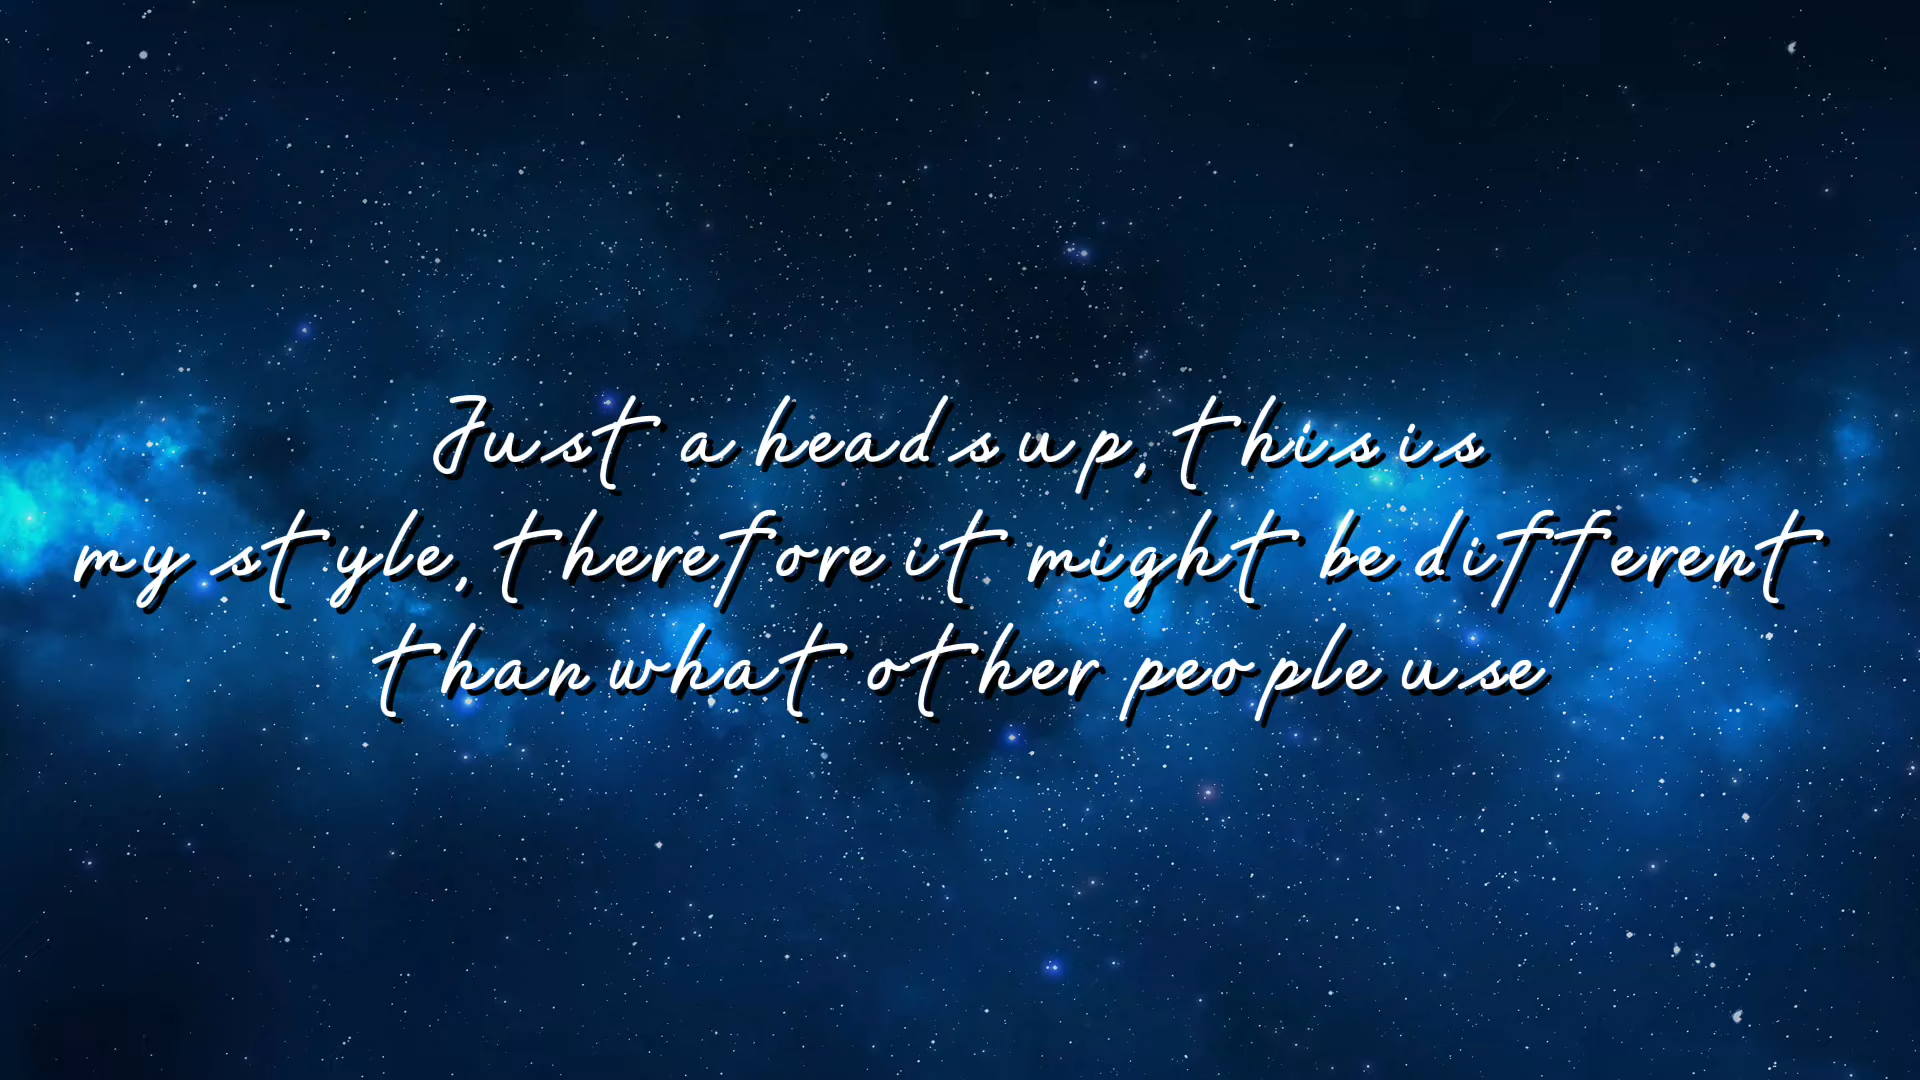 Just a heads up, this is
my style, therefore it might be different
than what other people use